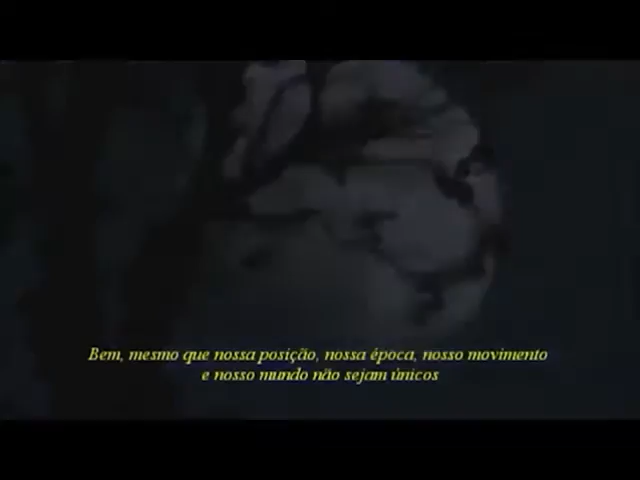 Bem, mesmo que nossa posição, nossa época, nosso movimento
e nosso mundo não sejam únicos